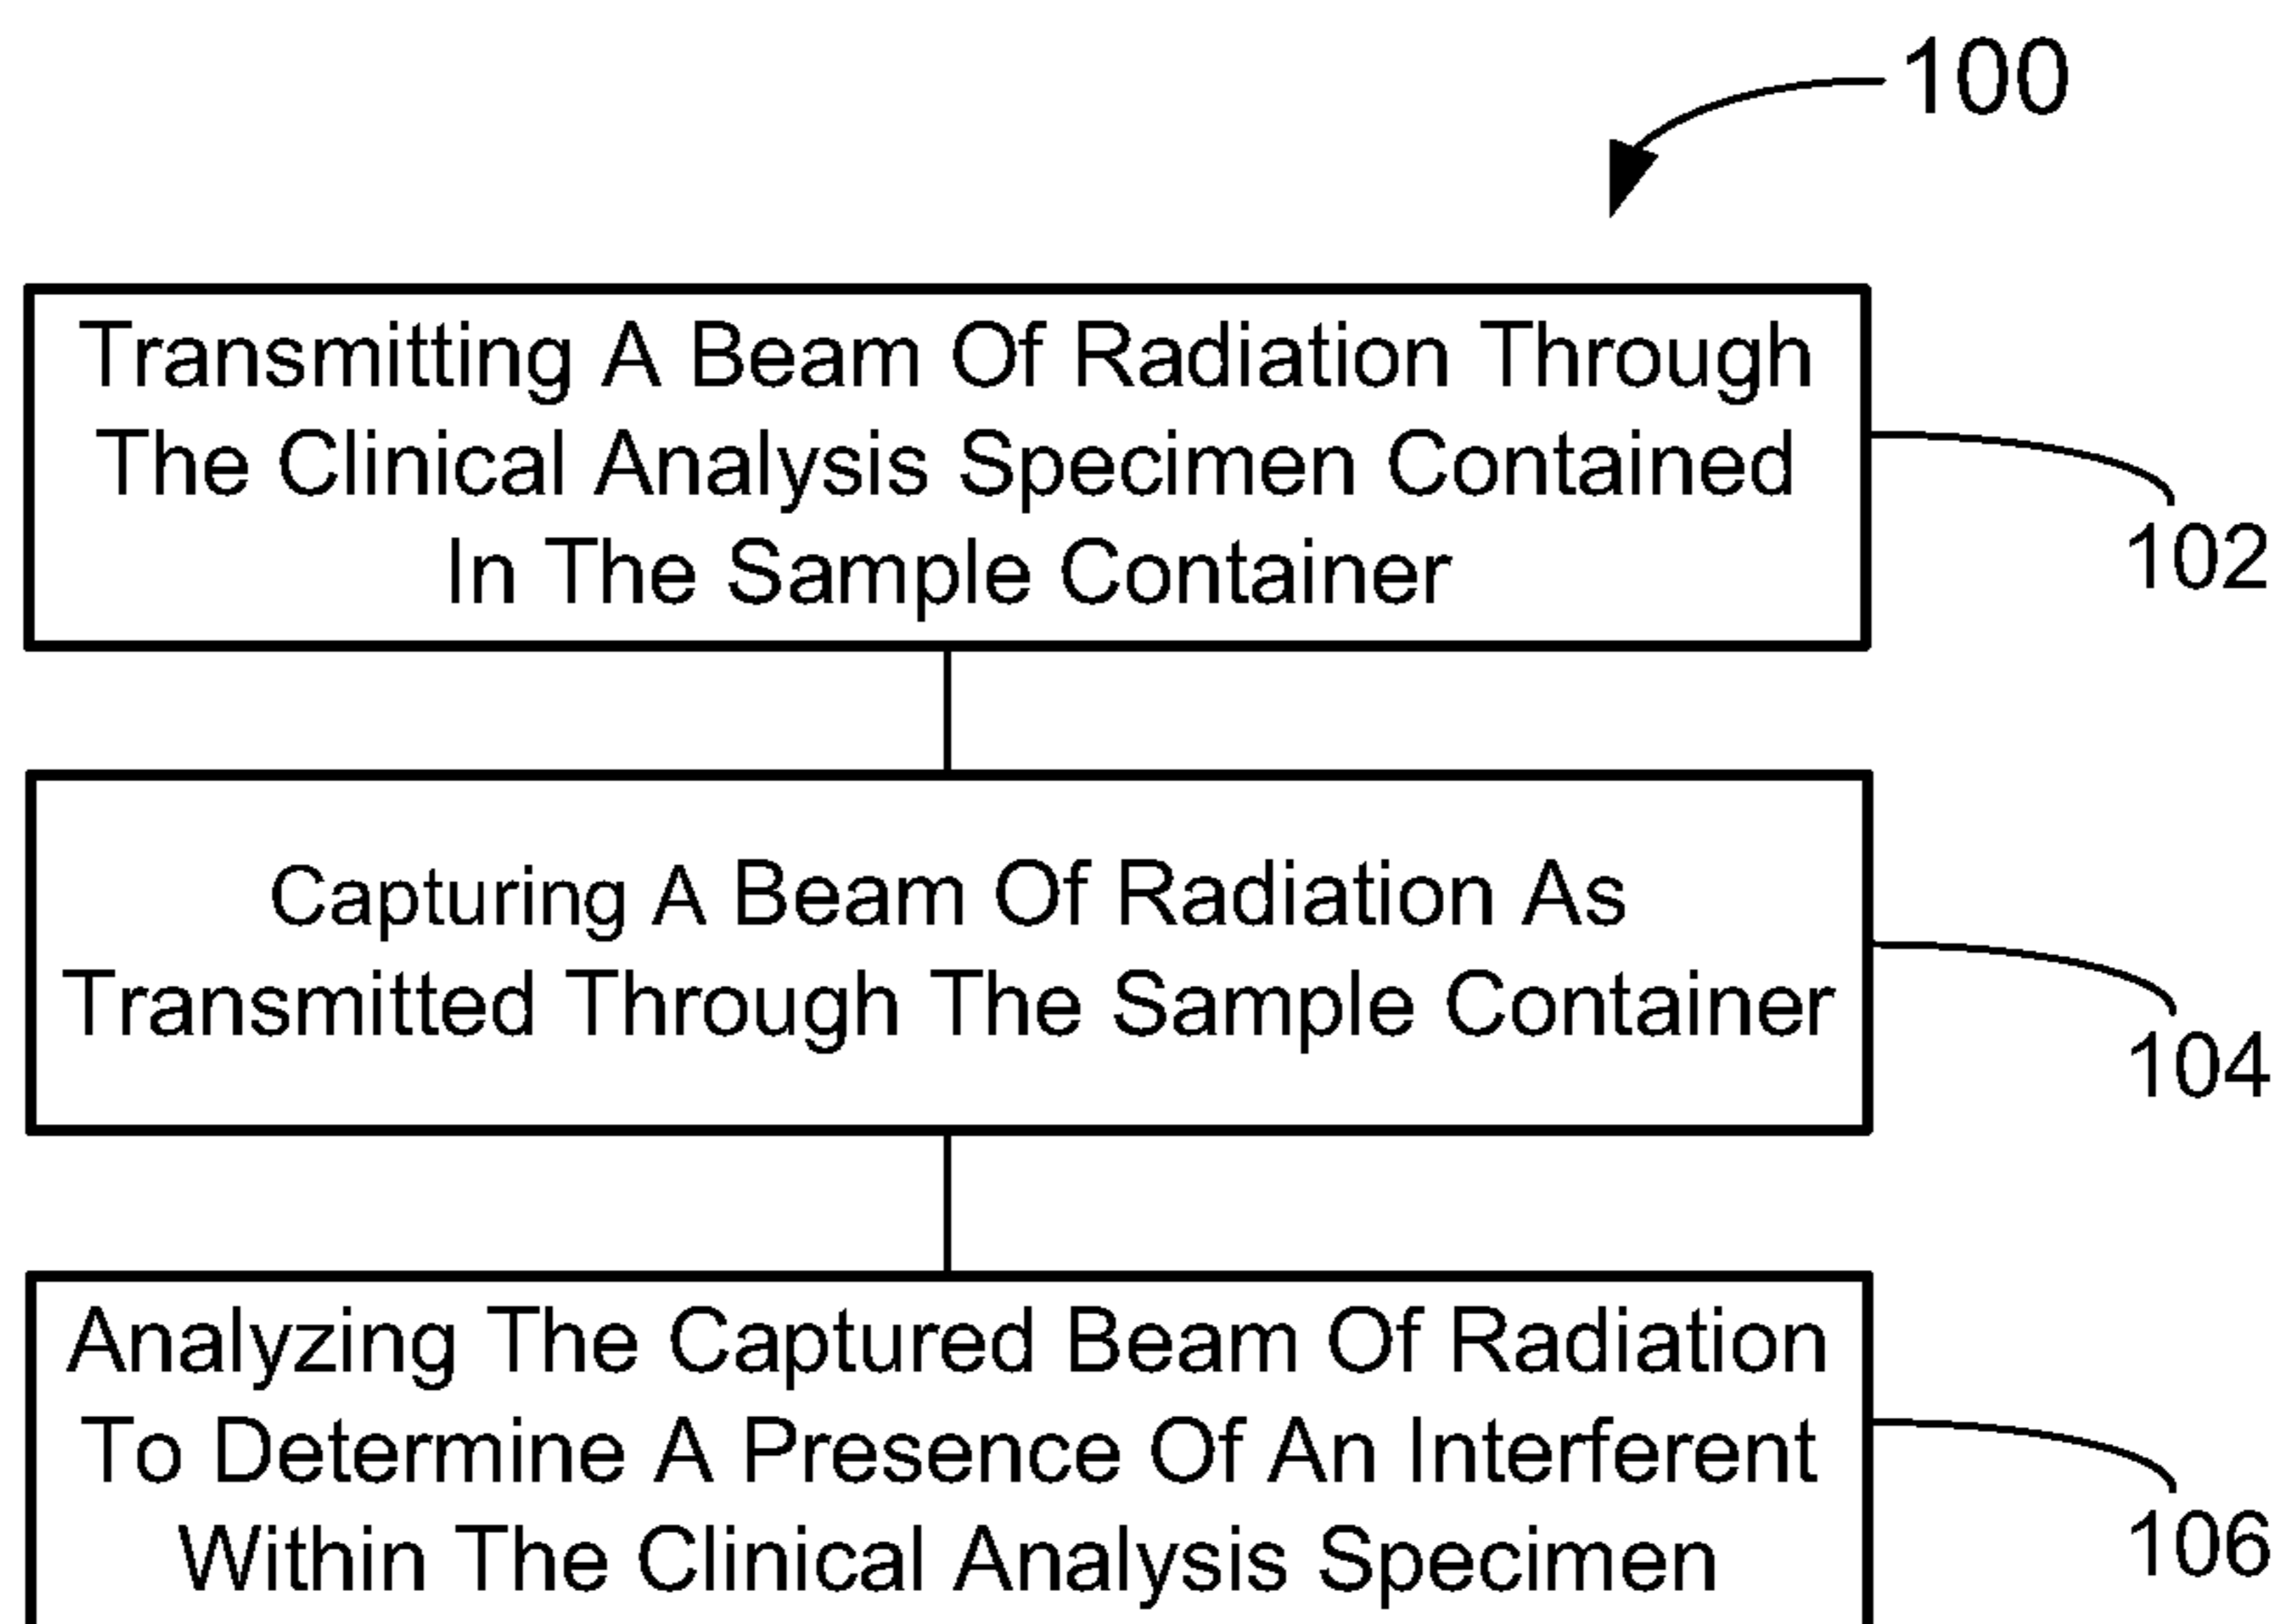 100
Transmitting A Beam Of Radiation Through
The Clinical Analysis Specimen Contained
In The Sample Container
102
Capturing A Beam Of Radiation As
Transmitted Through The Sample Container
104
Analyzing The Captured Beam Of Radiation
To Determine A Presence Of An Interferent
Within The Clinical Analysis Specimen
106